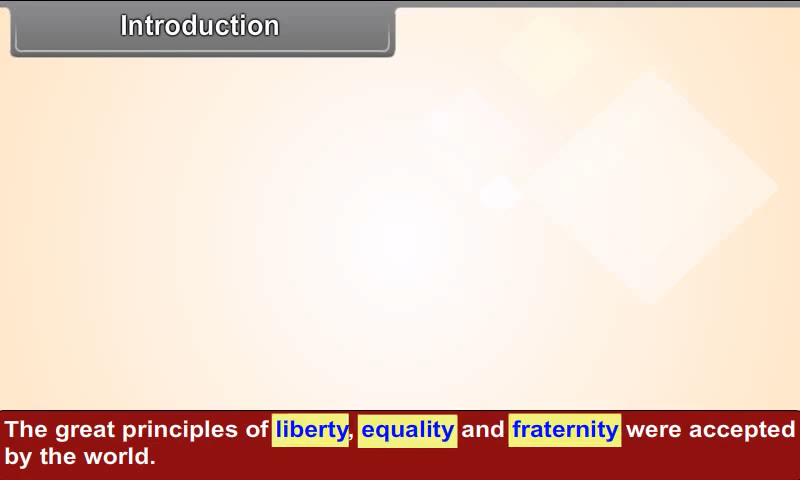 Introduction
The great principles of liberty, equality and fraternity were accepted
by the world.